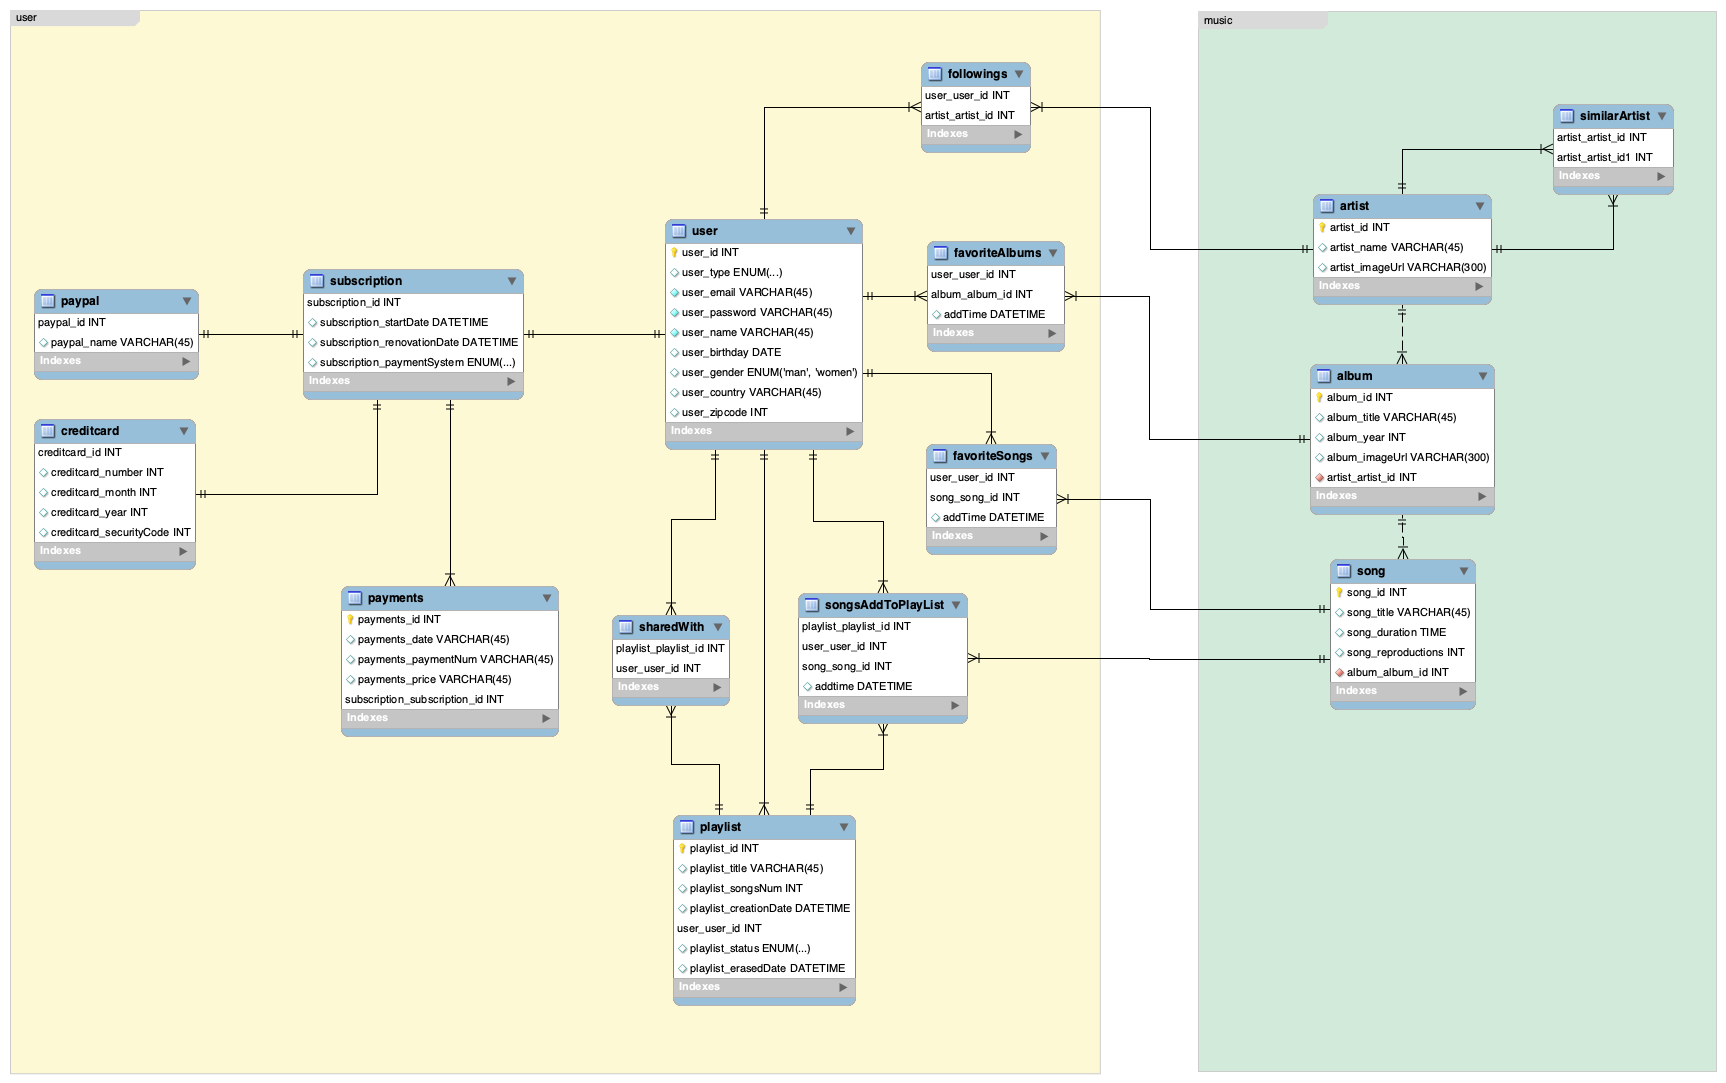 user
music
followings
user_user_id INT
artist_artist_id INT
Indexes
similarArtist
artist_artist_id INT
artist_artist_id1 INT
Indexes
artist
artist_id INT
artist_name VARCHAR(45)
artist_imageUrl VARCHAR(300)
Indexes
user
user_id INT
user_type ENUM(...)
user_email VARCHAR(45)
user_password VARCHAR(45)
user_name VARCHAR(45)
user_birthday DATE
user_gender ENUM('man', 'women')
user_country VARCHAR(45)
user_zipcode INT
Indexes
favoriteAlbums
user_user_id INT
album_album_id INT
addTime DATETIME
Indexes
subscription
subscription_id INT
subscription_startDate DATETIME
subscription_renovationDate DATETIME
subscription_paymentSystem ENUM(...)
Indexes
paypal
paypal_id INT
paypal_name VARCHAR(45)
Indexes
album
album_id INT
album_title VARCHAR(45)
album_year INT
album_imageUrl VARCHAR(300)
artist_artist_id INT
Indexes
creditcard
creditcard_id INT
creditcard_number INT
creditcard_month INT
creditcard_year INT
creditcard_securityCode INT
Indexes
favoriteSongs
user_user_id INT
song_song_id INT
addTime DATETIME
Indexes
song
song_id INT
song_title VARCHAR(45)
song_duration TIME
song_reproductions INT
album_album_id INT
Indexes
payments
payments_id INT
payments_date VARCHAR(45)
payments_paymentNum VARCHAR(45)
payments_price VARCHAR(45)
subscription_subscription_id INT
Indexes
sharedWith
playlist_playlist_id INT
user_user_id INT
Indexes
songsAddToPlayList
playlist_playlist_id INT
user_user_id INT
song_song_id INT
addtime DATETIME
Indexes
playlist
playlist_id INT
playlist_title VARCHAR(45)
playlist_songsNum INT
playlist_creationDate DATETIME
user_user_id INT
playlist_status ENUM(...)
playlist_erasedDate DATETIME
Indexes